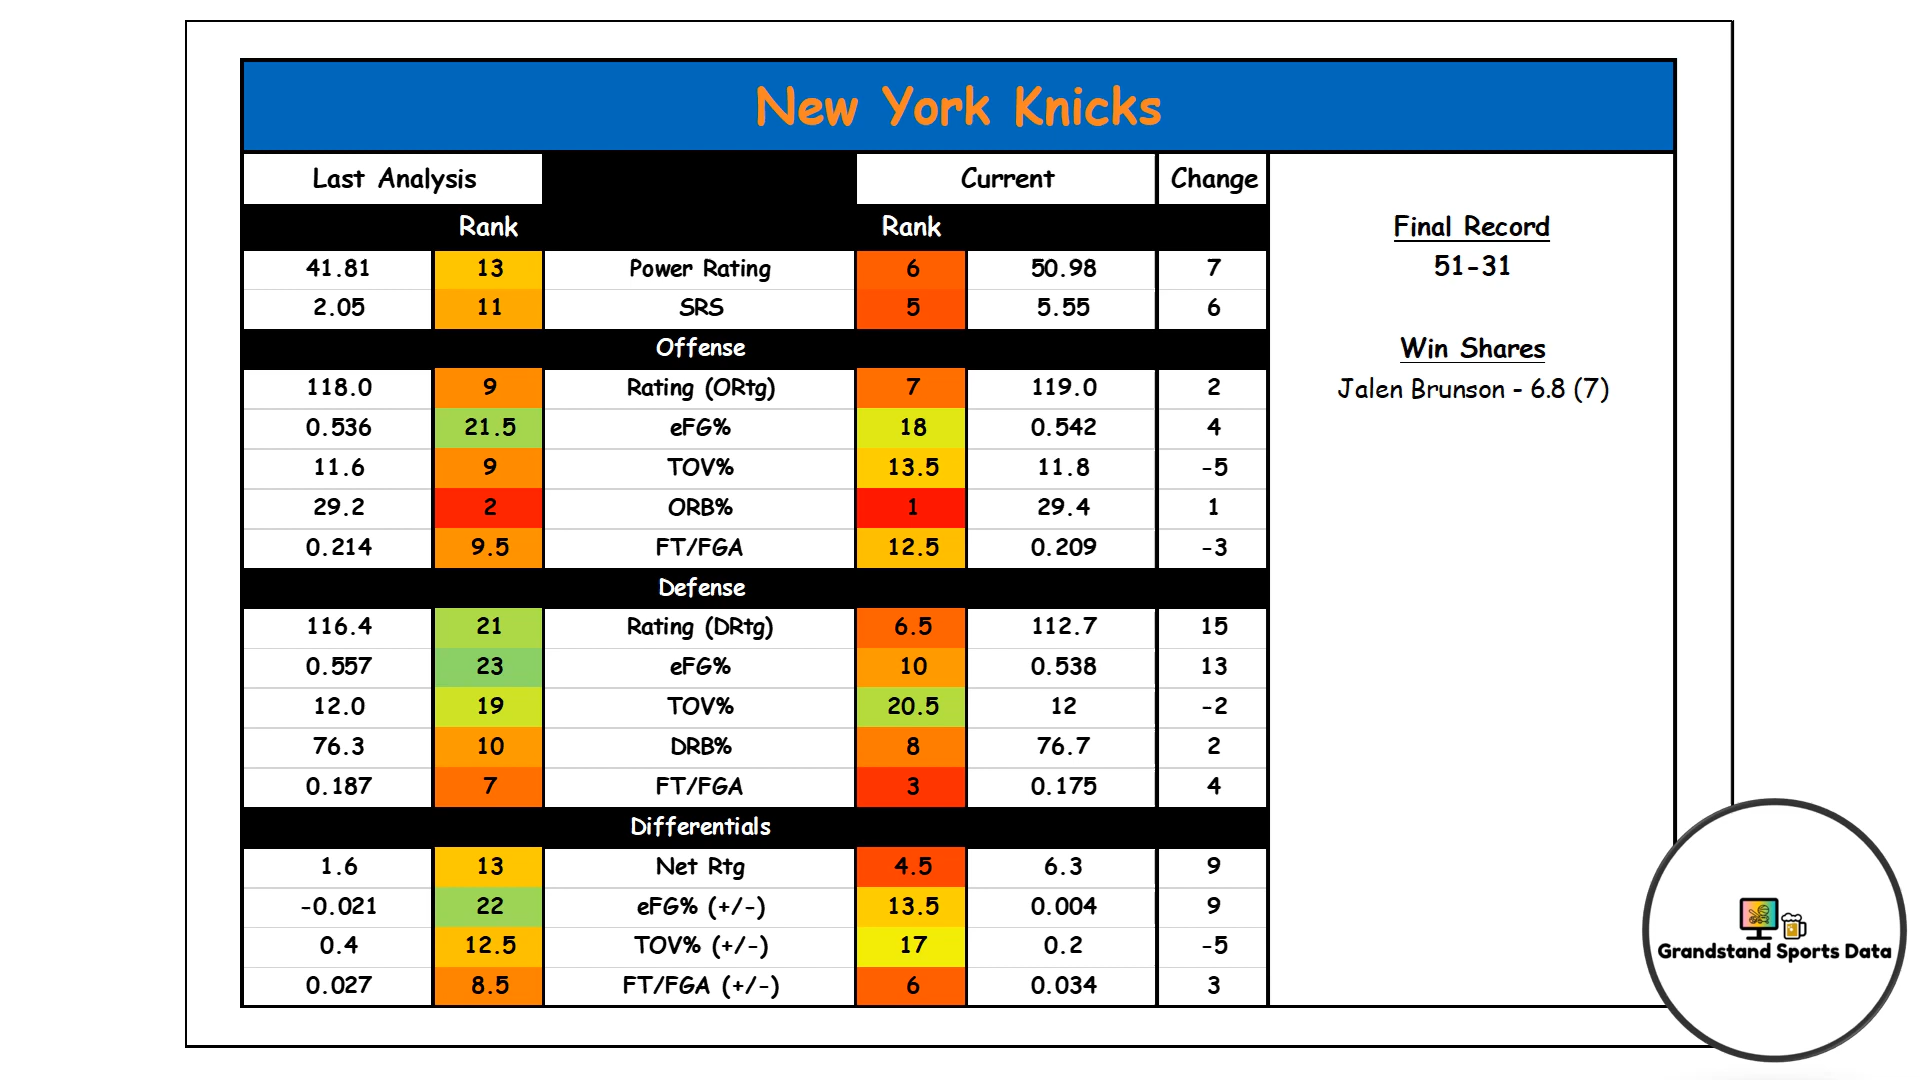 New York Knicks
Last Analysis Current Change
Rank Rank
Final Record
41.81 13 Power Rating 6 50.98 7
51-31
2.05 11 SRS 5 5.55 6
Offense
Win Shares
118.0 9 Rating (ORtg) 7 119.0 2
Jalen Brunson - 6.8 (7)
0.536 21.5 eFG% 18 0.542 4
11.6 9 TOV% 13.5 11.8 -5
29.2 2 ORB% 1 29.4 1
0.214 9.5 FT/FGA 12.5 0.209 -3
Defense
116.4 21 Rating (DRtg) 6.5 112.7 15
0.557 23 eFG% 10 0.538 13
12.0 19 TOV% 20.5 12 -2
76.3 10 DRB% 8 76.7 2
0.187 7 FT/FGA 3 0.175 4
Differentials
1.6 13 Net Rtg 4.5 6.3 9
-0.021 22 eFG% (+/-) 13.5 0.004 9
0.4 12.5 TOV% (+/-) 17 0.2 -5
0.027 8.5 FT/FGA (+/-) 6 0.034 3
Grandstand Sports Data